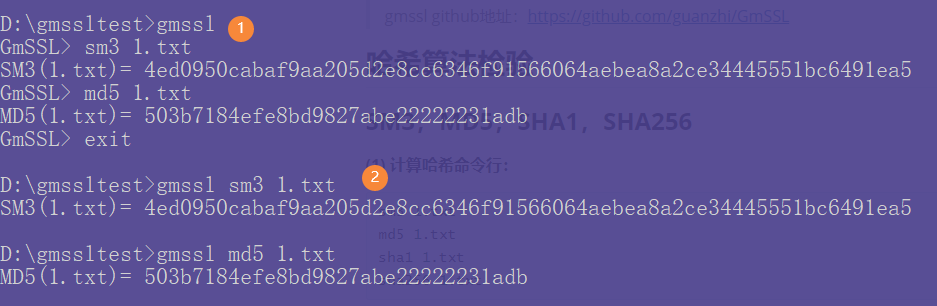 gmssl github地址：https://github.com/guanzhi/GmSSL
D:\gmssltest>gmssl
1
GmSSL> sm3 1.txt
哈希算法检验
SM3(1.txt)= 4ed0950cabaf9aa205d2e8cc6346f91566064aebea8a2ce34445551bc6491ea5
GmSSL> md5 1.txt
MD5(1.txt)= 503b7184efe8bd9827abe22222231adb
SM3，MD5，SHA1，SHA256
GmSSL> exit
(1) 计算哈希命令行：
D:\gmssltest>gmssl sm3 1.txt
2
SM3(1.txt)= 4ed0950cabaf9aa205d2e8cc6346f91566064aebea8a2ce34445551bc6491ea5
md5 1.txt
D:\gmssltest>gmssl md5 1.txt
sha1 1.txt
MD5(1.txt)= 503b7184efe8bd9827abe22222231adb